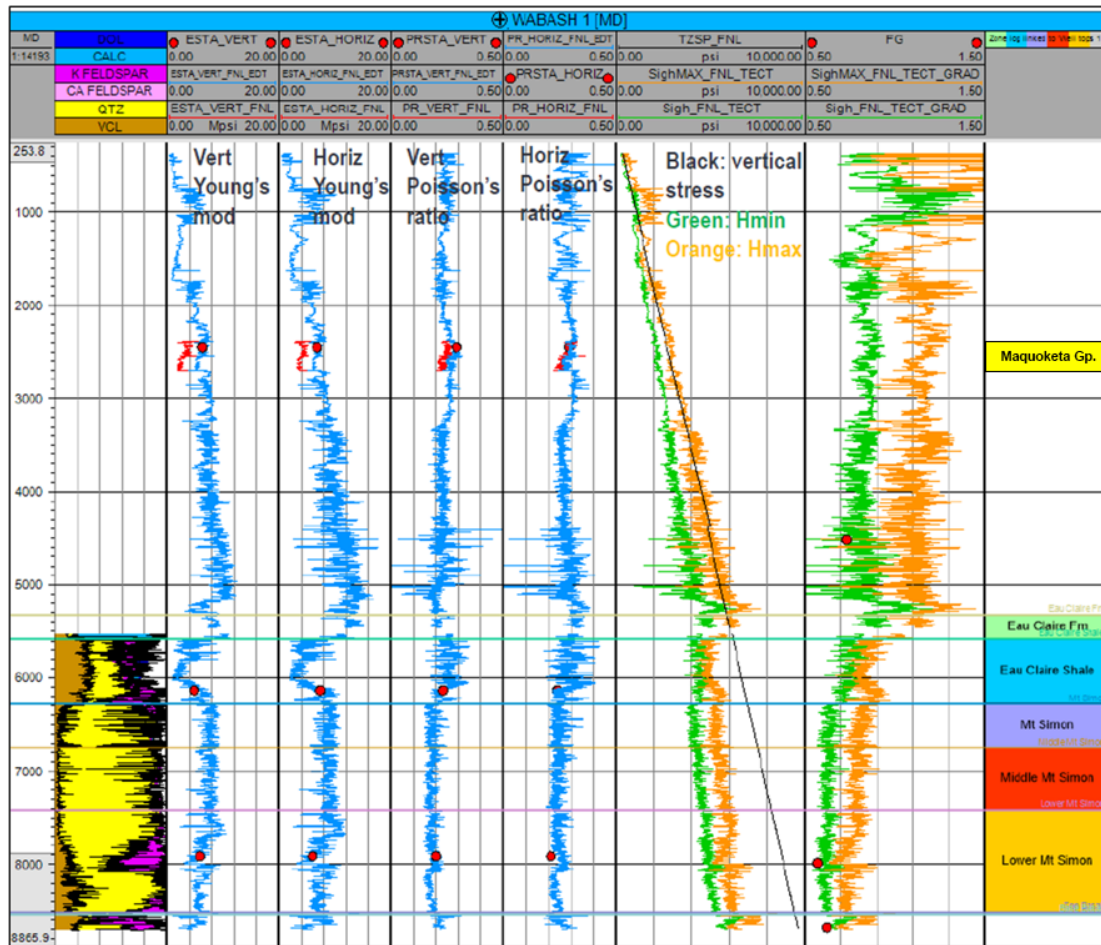 WABASH 1 [MD]
MD
1:14193
DOL
CALC
K FELDSPAR
CA FELDSPAR
QTZ
VCL
ESTA_VERT
0.00 20.00
ESTA_VERT_FNL_EDT
0.00 20.00
ESTA_VERT_FNL
0.00 Mpsi 20.00
ESTA_HORIZ
0.00 20.00
ESTA_HORIZ_FNL_EDT
0.00 20.00
ESTA_HORIZ_FNL
0.00 Mpsi 20.00
PRSTA_VERT
0.00 0.50
PRSTA_VERT_FNL_EDT
0.00 0.50
PR_VERT_FNL
0.00 0.50
PR_HORIZ_FNL_EDT
0.00 0.50
PRSTA_HORIZ
0.00 0.50
PR_HORIZ_FNL
0.00 0.50
TZSP_FNL
0.00 psi 10,000.00
SighMAX_FNL_TECT
0.00 psi 10,000.00
Sigh_FNL_TECT
0.00 psi 10,000.00
FG
0.50 1.50
SighMAX_FNL_TECT_GRAD
0.50 1.50
Sigh_FNL_TECT_GRAD
0.50 1.50
253.8
1000
2000
3000
4000
5000
6000
7000
8000
8865.9
Vert
Young's
mod
Horiz
Young's
mod
Vert
Poisson's
ratio
Horiz
Poisson's
ratio
Black: vertical
stress
Green: Hmin
Orange: Hmax
Maquoketa Gp.
Eau Claire Fm
Eau Claire Shale
Mt Simon
Middle Mt Simon
Lower Mt Simon
Lower Mt Simon